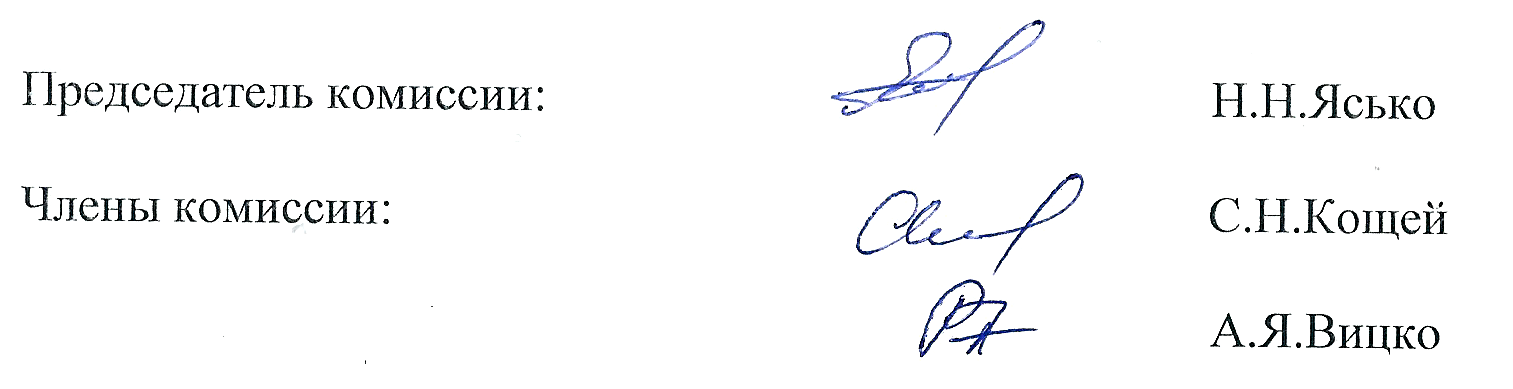 Председатель комиссии: Н.Н.Ясько
Члены комиссии: С.Н.Кощей
А.Я.Вицко